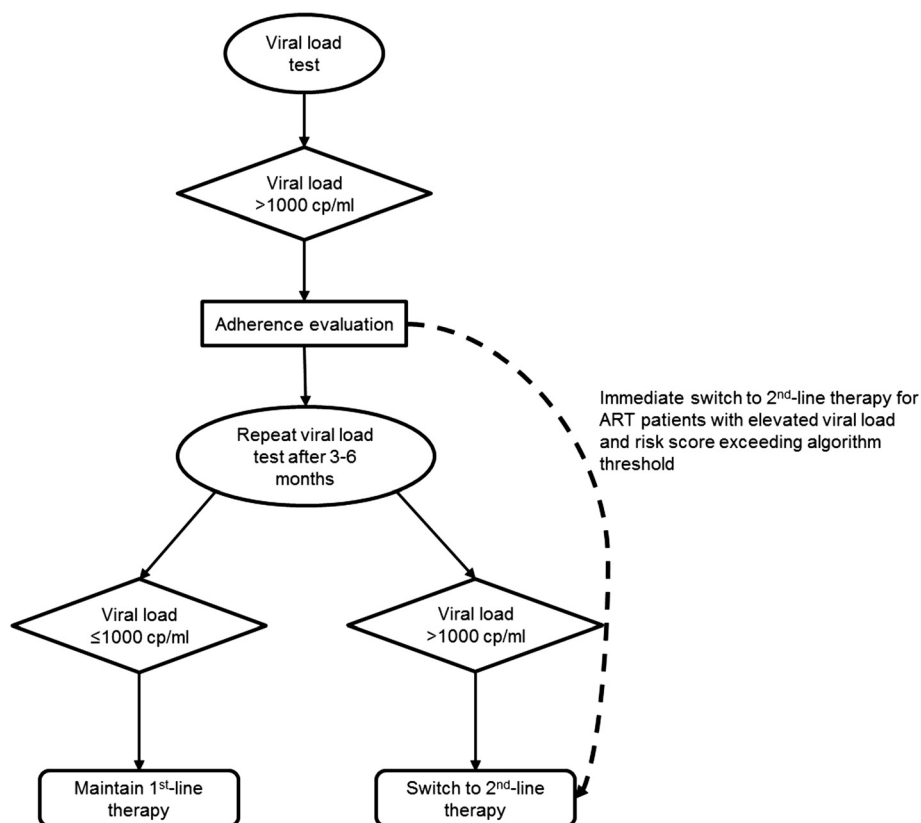 Viral load
test
Viral load
>1000 cp/ml
Adherence evaluation
Immediate switch to 2nd-line therapy for
ART patients with elevated viral load
and risk score exceeding algorithm
threshold
Repeat viral load
test after 3-6
months
Viral load
≤1000 cp/ml
Viral load
>1000 cp/ml
Maintain 1st-line
therapy
Switch to 2nd-line
therapy